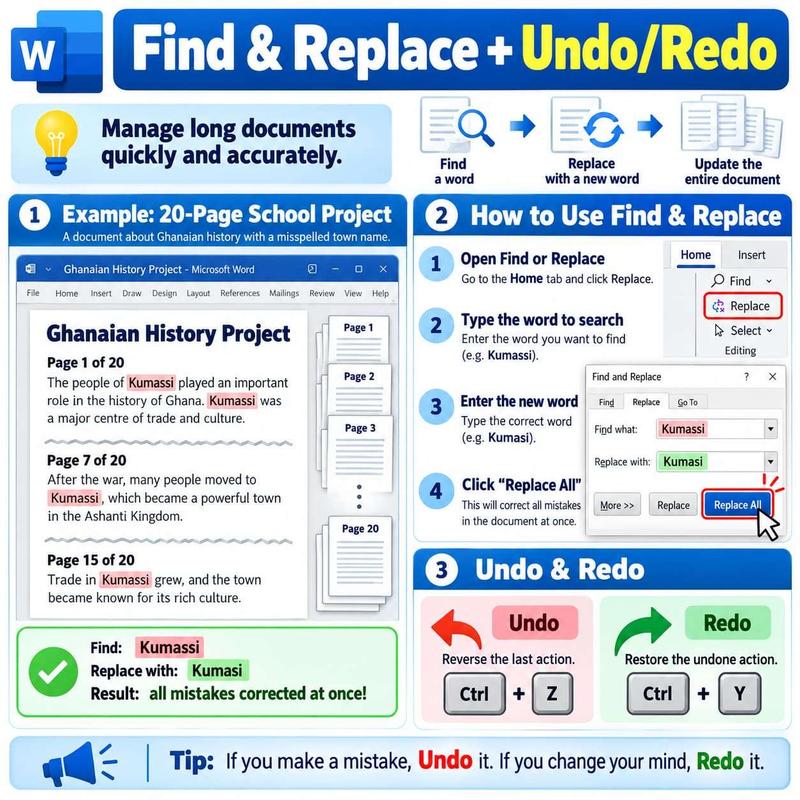 W
Find & Replace + Undo/Redo
Manage long documents
quickly and accurately.
Find
a word
Replace
with a new word
Update the
entire document
1 Example: 20-Page School Project
A document about Ghanaian history with a misspelled town name.
Ghanaian History Project - Microsoft Word
File Home Insert Draw Design Layout References Mailings Review View Help
Ghanaian History Project
Page 1 of 20
The people of Kumassi played an important
role in the history of Ghana. Kumassi was
a major centre of trade and culture.
Page 7 of 20
After the war, many people moved to
Kumassi, which became a powerful town
in the Ashanti Kingdom.
Page 15 of 20
Trade in Kumassi grew, and the town
became known for its rich culture.
Page 1
Page 2
Page 3
Page 20
Find: Kumassi
Replace with: Kumasi
Result: all mistakes corrected at once!
2 How to Use Find & Replace
1 Open Find or Replace
Go to the Home tab and click Replace.
2 Type the word to search
Enter the word you want to find
(e.g. Kumassi).
3 Enter the new word
Type the correct word
(e.g. Kumasi).
4 Click “Replace All”
This will correct all mistakes
in the document at once.
Home Insert
Find
Replace
Select
Editing
Find and Replace ? ×
Find Replace Go To
Find what: Kumassi
Replace with: Kumasi
More >> Replace Replace All
3 Undo & Redo
Undo
Reverse the last action.
Ctrl + Z
Redo
Restore the undone action.
Ctrl + Y
Tip: If you make a mistake, Undo it. If you change your mind, Redo it.